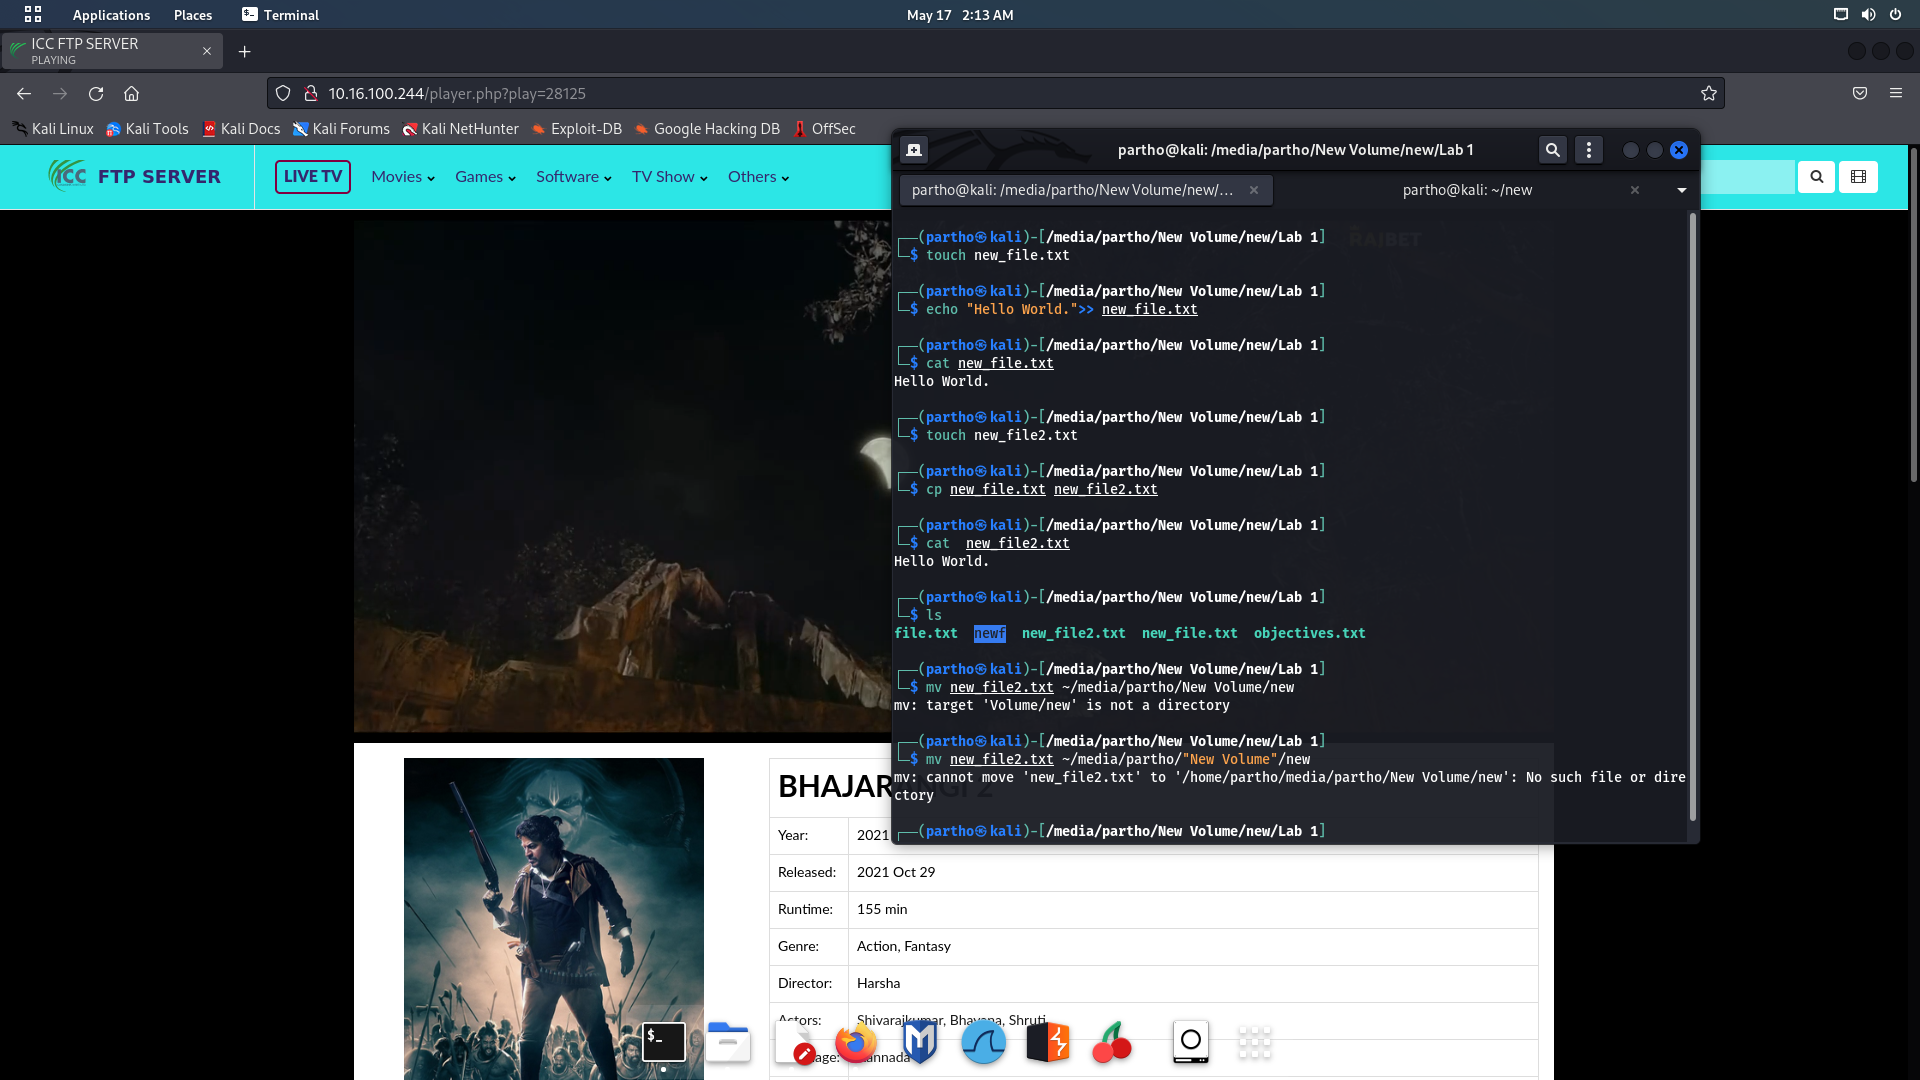 Applications Places Terminal May 17 2:13 AM
ICC FTP SERVER
PLAYING
10.16.100.244/player.php?play=28125
Kali Linux Kali Tools Kali Docs Kali Forums Kali NetHunter Exploit-DB Google Hacking DB OffSec
ICC FTP SERVER LIVE TV Movies Games Software TV Show Others
partho@kali: /media/partho/New Volume/new/Lab 1
partho@kali: /media/partho/New Volume/new/... partho@kali: ~/new
┌──(partho㉿kali)-[/media/partho/New Volume/new/Lab 1]
└─$ touch new_file.txt
┌──(partho㉿kali)-[/media/partho/New Volume/new/Lab 1]
└─$ echo "Hello World.">> new_file.txt
┌──(partho㉿kali)-[/media/partho/New Volume/new/Lab 1]
└─$ cat new_file.txt
Hello World.
┌──(partho㉿kali)-[/media/partho/New Volume/new/Lab 1]
└─$ touch new_file2.txt
┌──(partho㉿kali)-[/media/partho/New Volume/new/Lab 1]
└─$ cp new_file.txt new_file2.txt
┌──(partho㉿kali)-[/media/partho/New Volume/new/Lab 1]
└─$ cat  new_file2.txt
Hello World.
┌──(partho㉿kali)-[/media/partho/New Volume/new/Lab 1]
└─$ ls
file.txt  newf  new_file2.txt  new_file.txt  objectives.txt
┌──(partho㉿kali)-[/media/partho/New Volume/new/Lab 1]
└─$ mv new_file2.txt ~/media/partho/New Volume/new
mv: target 'Volume/new' is not a directory
┌──(partho㉿kali)-[/media/partho/New Volume/new/Lab 1]
└─$ mv new_file2.txt ~/media/partho/"New Volume"/new
mv: cannot move 'new_file2.txt' to '/home/partho/media/partho/New Volume/new': No such file or dire
ctory
┌──(partho㉿kali)-[/media/partho/New Volume/new/Lab 1]
RAJBET
BHAJARANGI 2
Year: 2021
Released: 2021 Oct 29
Runtime: 155 min
Genre: Action, Fantasy
Director: Harsha
Actors: Shivarajkumar, Bhavana, Shruti
Kannada